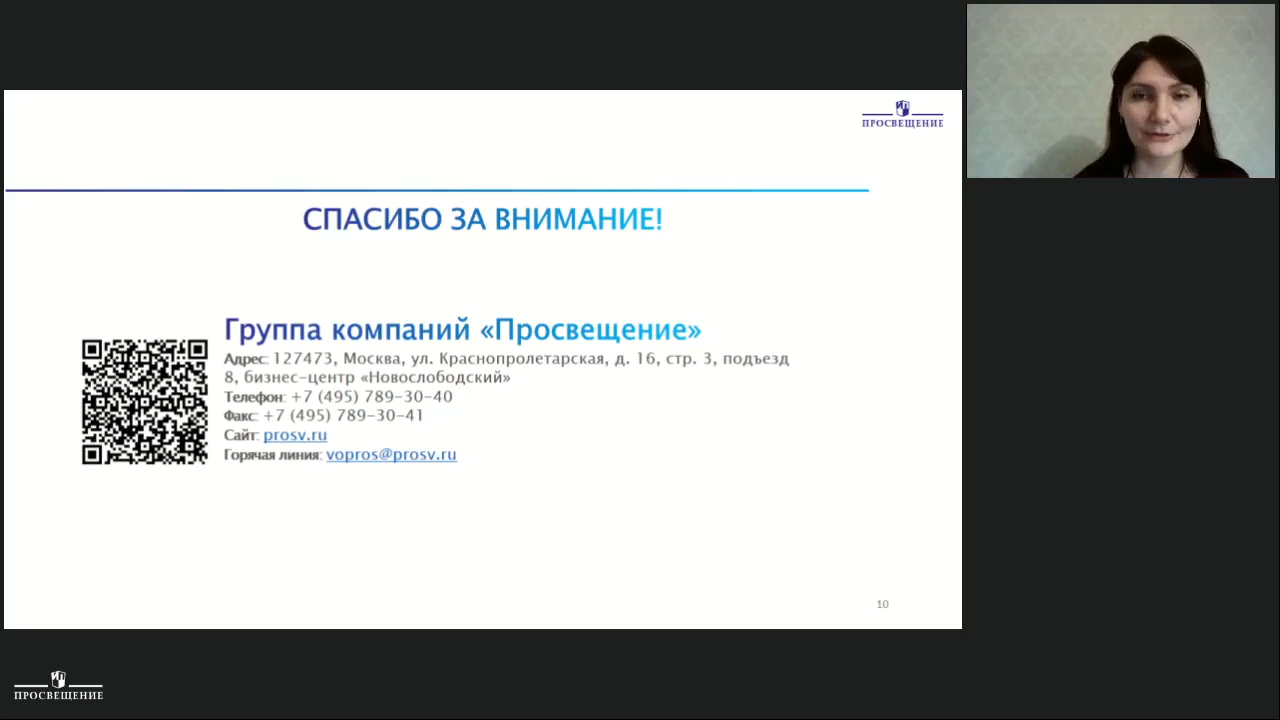 ПРОСВЕЩЕНИЕ
СПАСИБО ЗА ВНИМАНИЕ!
Группа компаний «Просвещение»
Адрес: 127473, Москва, ул. Краснопролетарская, д. 16, стр. 3, подъезд
8, бизнес-центр «Новослободский»
Телефон: +7 (495) 789-30-40
Факс: +7 (495) 789-30-41
Сайт: prosv.ru
Горячая линия: vopros@prosv.ru
10
ПРОСВЕЩЕНИЕ